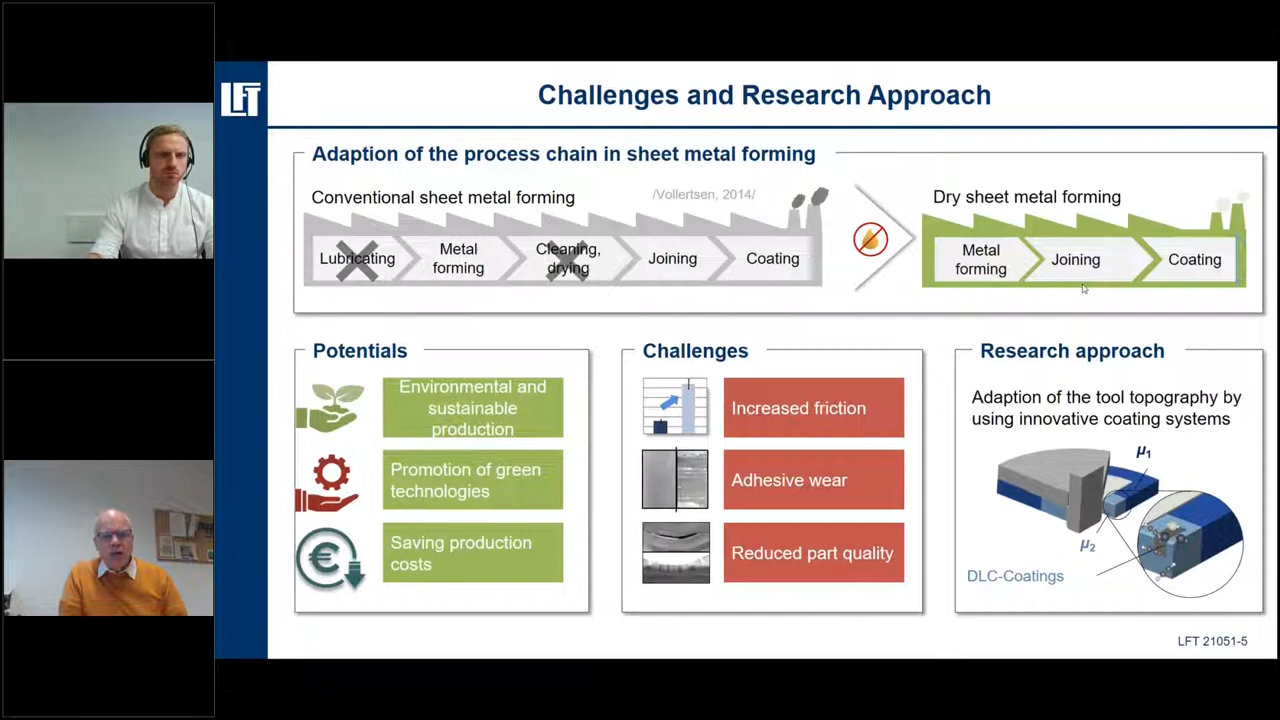 LFT
Challenges and Research Approach
Adaption of the process chain in sheet metal forming
Conventional sheet metal forming
/Vollertsen, 2014/
Lubricating
Metal
forming
Cleaning,
drying
Joining
Coating
Dry sheet metal forming
Metal
forming
Joining
Coating
Potentials
Environmental and
sustainable
production
Promotion of green
technologies
€
Saving production
costs
Challenges
Increased friction
Adhesive wear
Reduced part quality
Research approach
Adaption of the tool topography by
using innovative coating systems
μ1
μ2
DLC-Coatings
LFT 21051-5